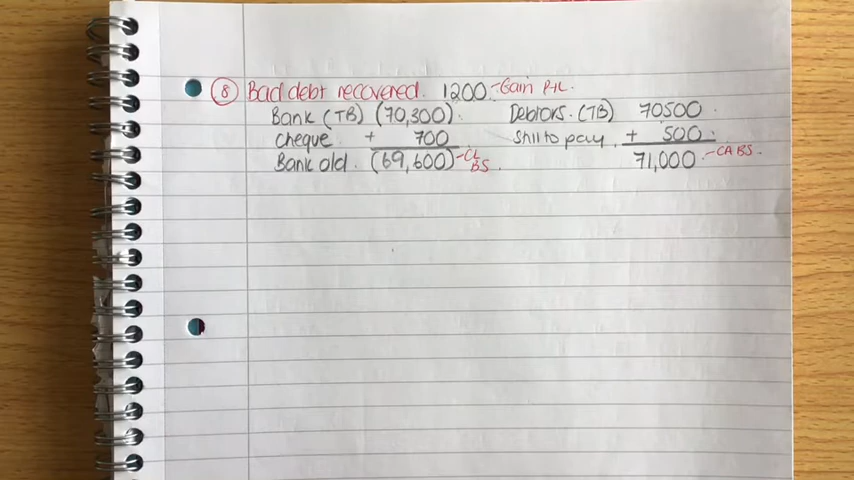 8 Bad debt recovered. 1200 - Gain P+L.
Bank (TB) (70,300). Debtors. (TB) 70500
cheque + 700 Still to pay. + 500
Bank old. (69,600) - CL BS. 71,000 - CA BS.